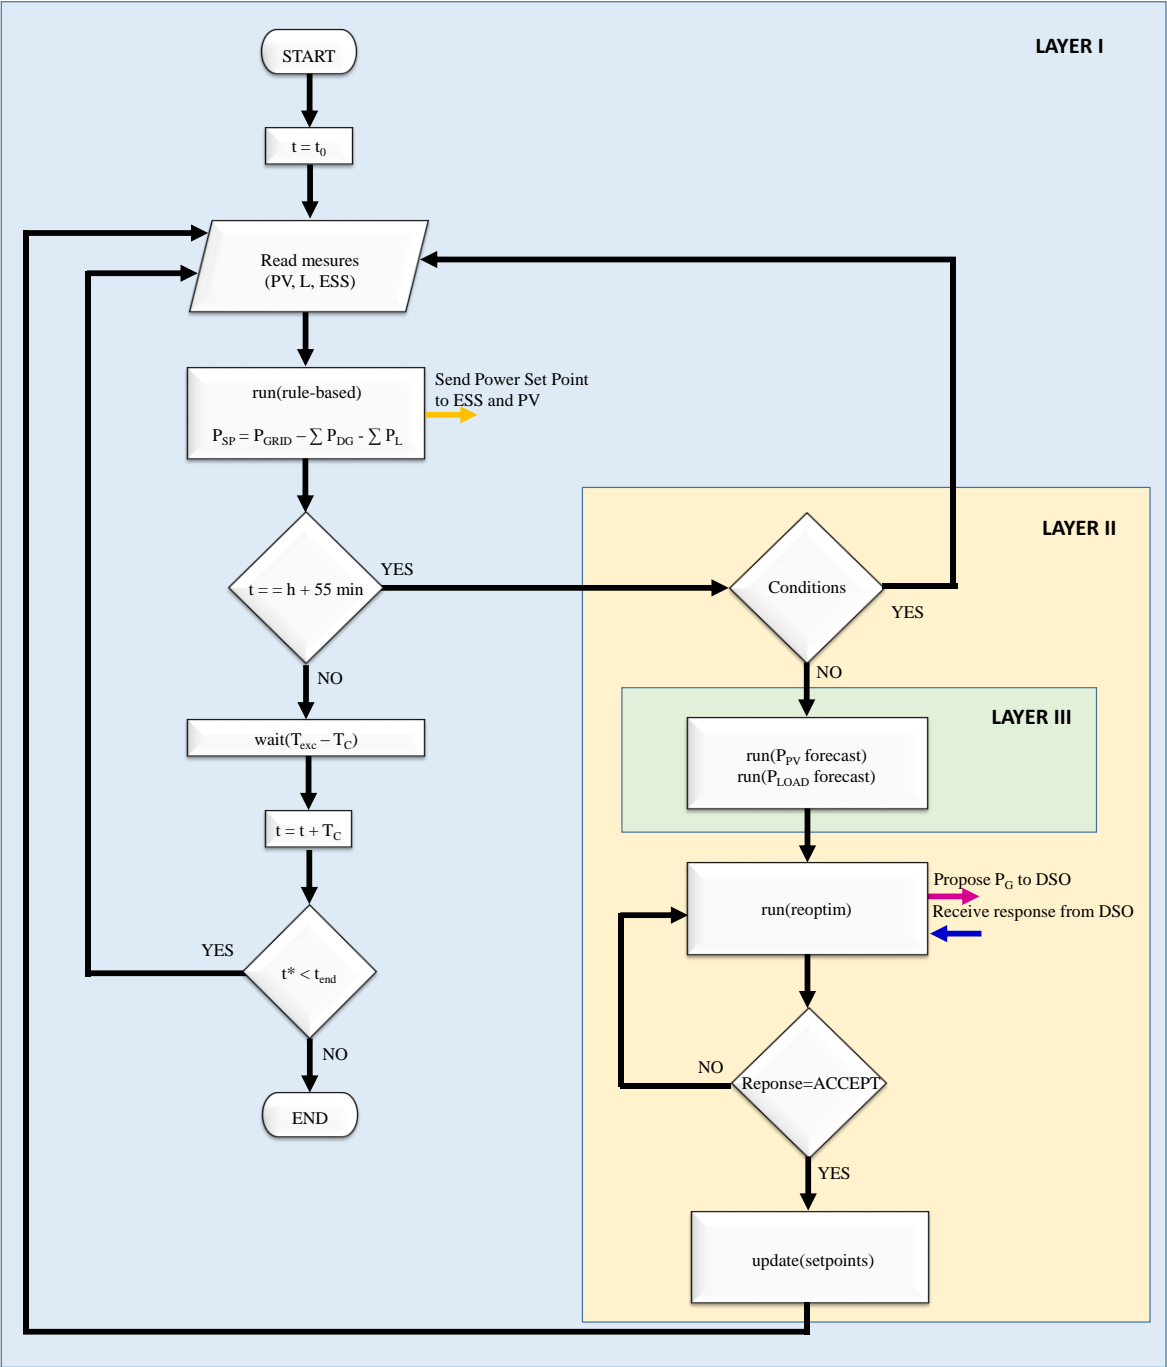 LAYER I
START
t = t0
Read mesures
(PV, L, ESS)
run(rule-based)
PSP = PGRID – ∑ PDG - ∑ PL
Send Power Set Point
to ESS and PV
t = = h + 55 min
YES
NO
wait(Texc – TC)
t = t + TC
t* < tend
YES
NO
END
LAYER II
Conditions
YES
NO
LAYER III
run(PPV forecast)
run(PLOAD forecast)
run(reoptim)
Propose PG to DSO
Receive response from DSO
Reponse=ACCEPT
NO
YES
update(setpoints)